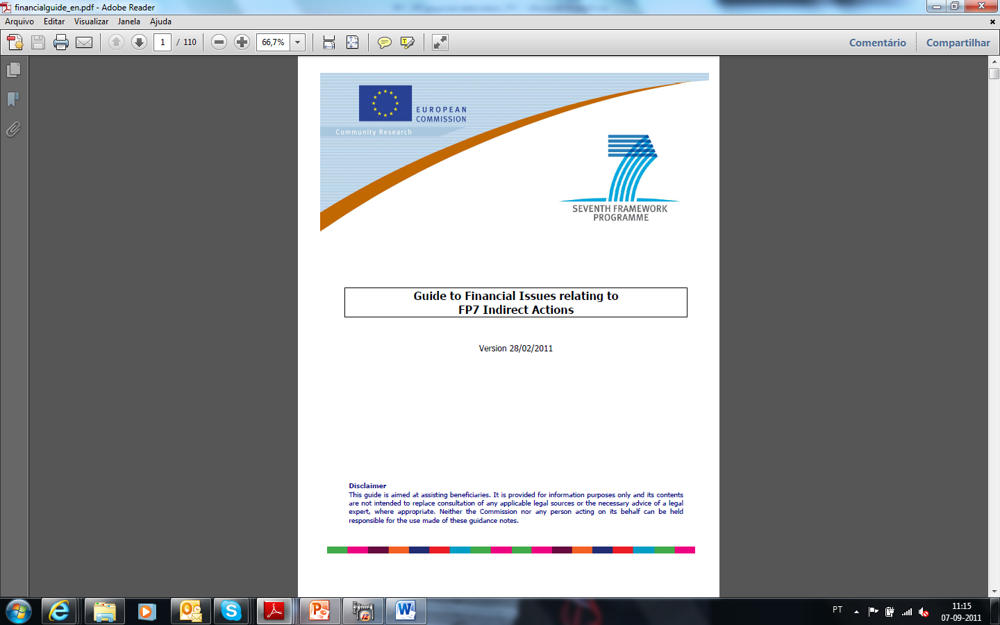 financialguide_en.pdf - Adobe Reader
Arquivo Editar Visualizar Janela Ajuda
1 / 110 66,7% Comentário Compartilhar
EUROPEAN
COMMISSION
Community Research
SEVENTH FRAMEWORK
PROGRAMME
Guide to Financial Issues relating to
FP7 Indirect Actions
Version 28/02/2011
Disclaimer
This guide is aimed at assisting beneficiaries. It is provided for information purposes only and its contents
are not intended to replace consultation of any applicable legal sources or the necessary advice of a legal
expert, where appropriate. Neither the Commission nor any person acting on its behalf can be held
responsible for the use made of these guidance notes.
PT
11:15
07-09-2011